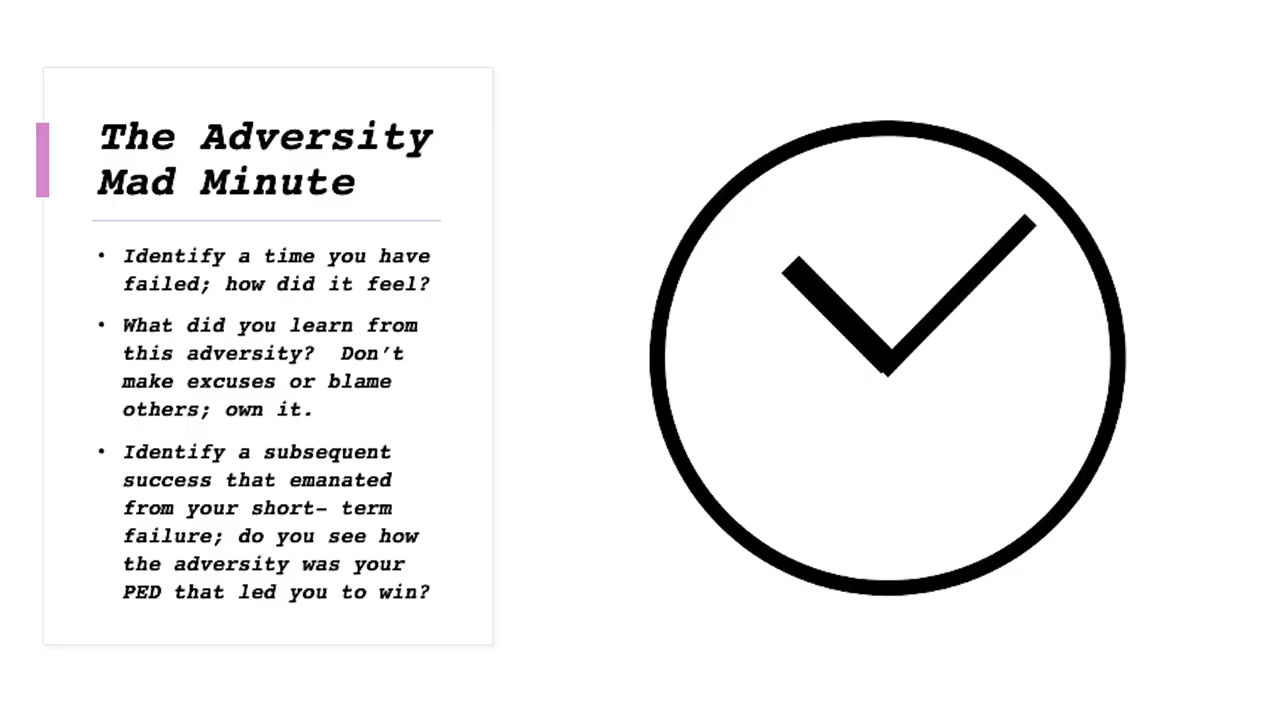 The Adversity
Mad Minute
• Identify a time you have
failed; how did it feel?
• What did you learn from
this adversity?  Don’t
make excuses or blame
others; own it.
• Identify a subsequent
success that emanated
from your short- term
failure; do you see how
the adversity was your
PED that led you to win?